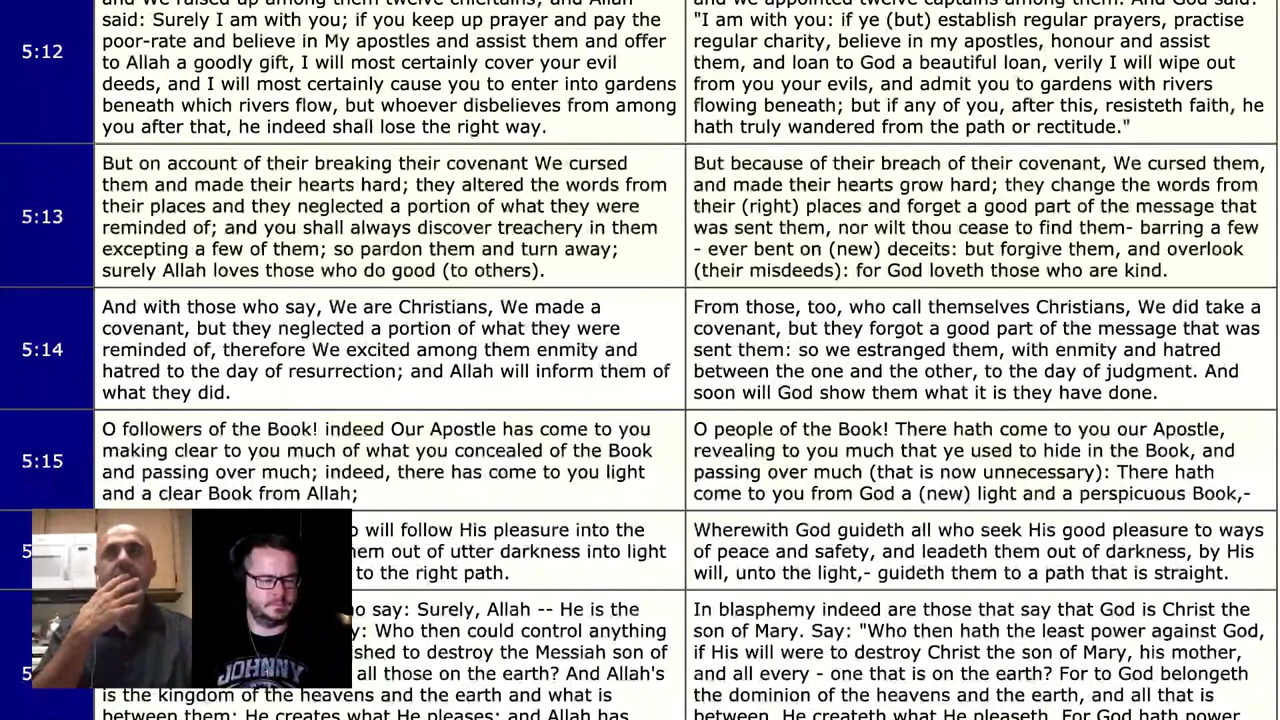 and We raised up among them twelve chieftains; and Allah
said: Surely I am with you; if you keep up prayer and pay the
poor-rate and believe in My apostles and assist them and offer
to Allah a goodly gift, I will most certainly cover your evil
deeds, and I will most certainly cause you to enter into gardens
beneath which rivers flow, but whoever disbelieves from among
you after that, he indeed shall lose the right way.
and we appointed twelve captains among them. And God said:
"I am with you: if ye (but) establish regular prayers, practise
regular charity, believe in my apostles, honour and assist
them, and loan to God a beautiful loan, verily I will wipe out
from you your evils, and admit you to gardens with rivers
flowing beneath; but if any of you, after this, resisteth faith, he
hath truly wandered from the path or rectitude."
5:12
5:13
But on account of their breaking their covenant We cursed
them and made their hearts hard; they altered the words from
their places and they neglected a portion of what they were
reminded of; and you shall always discover treachery in them
excepting a few of them; so pardon them and turn away;
surely Allah loves those who do good (to others).
But because of their breach of their covenant, We cursed them,
and made their hearts grow hard; they change the words from
their (right) places and forget a good part of the message that
was sent them, nor wilt thou cease to find them- barring a few
- ever bent on (new) deceits: but forgive them, and overlook
(their misdeeds): for God loveth those who are kind.
5:14
And with those who say, We are Christians, We made a
covenant, but they neglected a portion of what they were
reminded of, therefore We excited among them enmity and
hatred to the day of resurrection; and Allah will inform them of
what they did.
From those, too, who call themselves Christians, We did take a
covenant, but they forgot a good part of the message that was
sent them: so we estranged them, with enmity and hatred
between the one and the other, to the day of judgment. And
soon will God show them what it is they have done.
5:15
O followers of the Book! indeed Our Apostle has come to you
making clear to you much of what you concealed of the Book
and passing over much; indeed, there has come to you light
and a clear Book from Allah;
O people of the Book! There hath come to you our Apostle,
revealing to you much that ye used to hide in the Book, and
passing over much (that is now unnecessary): There hath
come to you from God a (new) light and a perspicuous Book,-
will follow His pleasure into the
them out of utter darkness into light
to the right path.
Wherewith God guideth all who seek His good pleasure to ways
of peace and safety, and leadeth them out of darkness, by His
will, unto the light,- guideth them to a path that is straight.
say: Surely, Allah -- He is the
Who then could control anything
to destroy the Messiah son of
all those on the earth? And Allah's
is the kingdom of the heavens and the earth and what is
between them; He creates what He pleases; and Allah has
In blasphemy indeed are those that say that God is Christ the
son of Mary. Say: "Who then hath the least power against God,
if His will were to destroy Christ the son of Mary, his mother,
and all every - one that is on the earth? For to God belongeth
the dominion of the heavens and the earth, and all that is
between. He createth what He pleaseth. For God hath power
JOHNNY